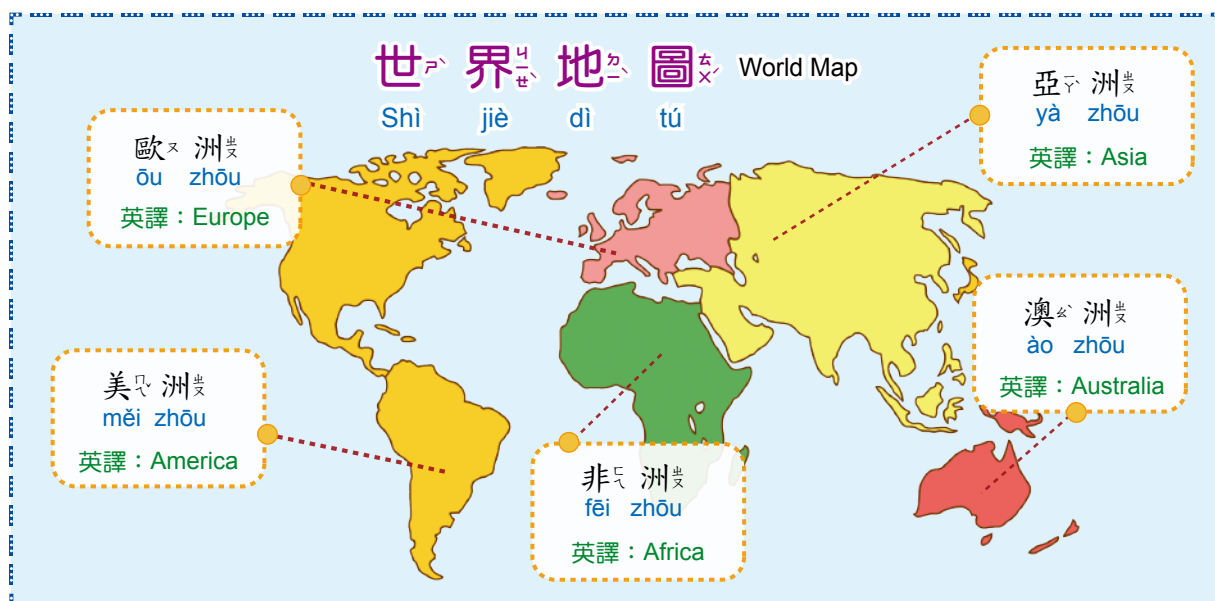 世ㄕˋ 界ㄐㄧㄝˋ 地ㄉㄧˋ 圖ㄊㄨˊ World Map
Shì jiè dì tú
歐ㄡ 洲ㄓㄡ
ōu zhōu
英譯：Europe
亞ㄧㄚˋ 洲ㄓㄡ
yà zhōu
英譯：Asia
美ㄇㄟˇ 洲ㄓㄡ
měi zhōu
英譯：America
非ㄈㄟ 洲ㄓㄡ
fēi zhōu
英譯：Africa
澳ㄠˋ 洲ㄓㄡ
ào zhōu
英譯：Australia